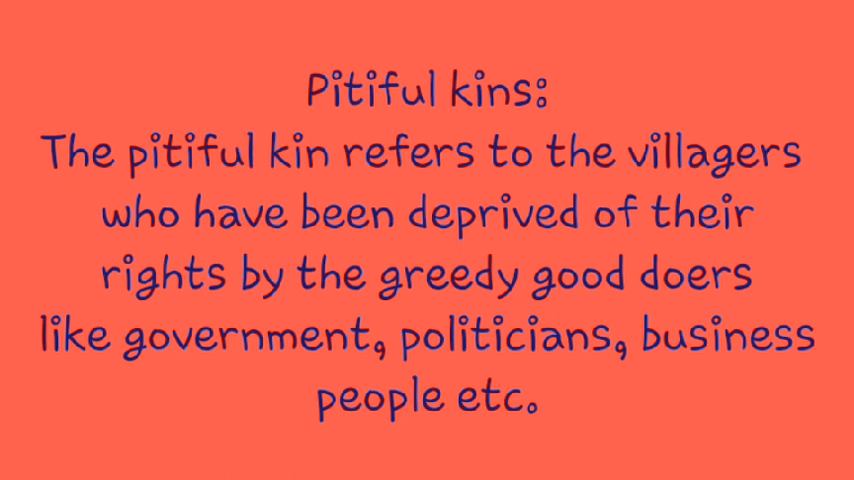 Pitiful kins:
The pitiful kin refers to the villagers
who have been deprived of their
rights by the greedy good doers
like government, politicians, business
people etc.